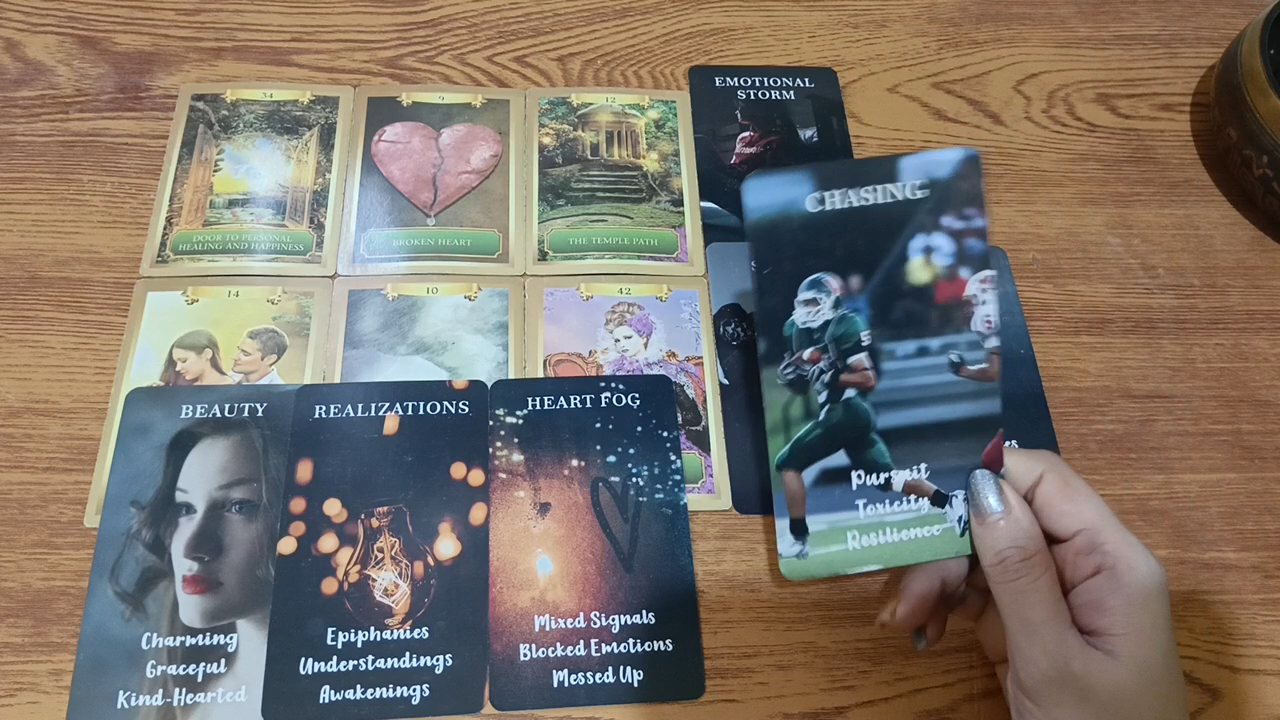 34
DOOR TO PERSONAL
HEALING AND HAPPINESS
9
BROKEN HEART
12
THE TEMPLE PATH
EMOTIONAL
STORM
14
10
42
CHASING
5
Pursuit
Toxicity
Resilience
BEAUTY
Charming
Graceful
Kind-Hearted
REALIZATIONS
Epiphanies
Understandings
Awakenings
HEART FOG
Mixed Signals
Blocked Emotions
Messed Up